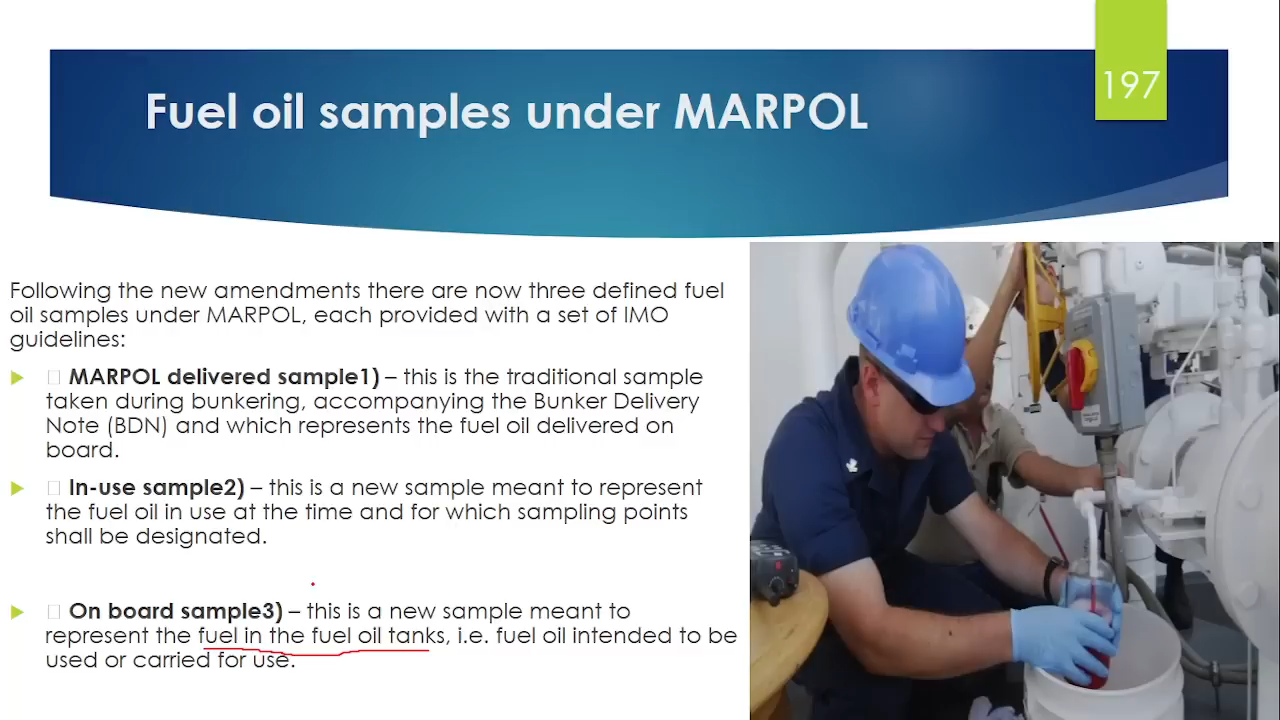 197
Fuel oil samples under MARPOL
Following the new amendments there are now three defined fuel
oil samples under MARPOL, each provided with a set of IMO
guidelines:
MARPOL delivered sample1) – this is the traditional sample
taken during bunkering, accompanying the Bunker Delivery
Note (BDN) and which represents the fuel oil delivered on
board.
In-use sample2) – this is a new sample meant to represent
the fuel oil in use at the time and for which sampling points
shall be designated.
On board sample3) – this is a new sample meant to
represent the fuel in the fuel oil tanks, i.e. fuel oil intended to be
used or carried for use.